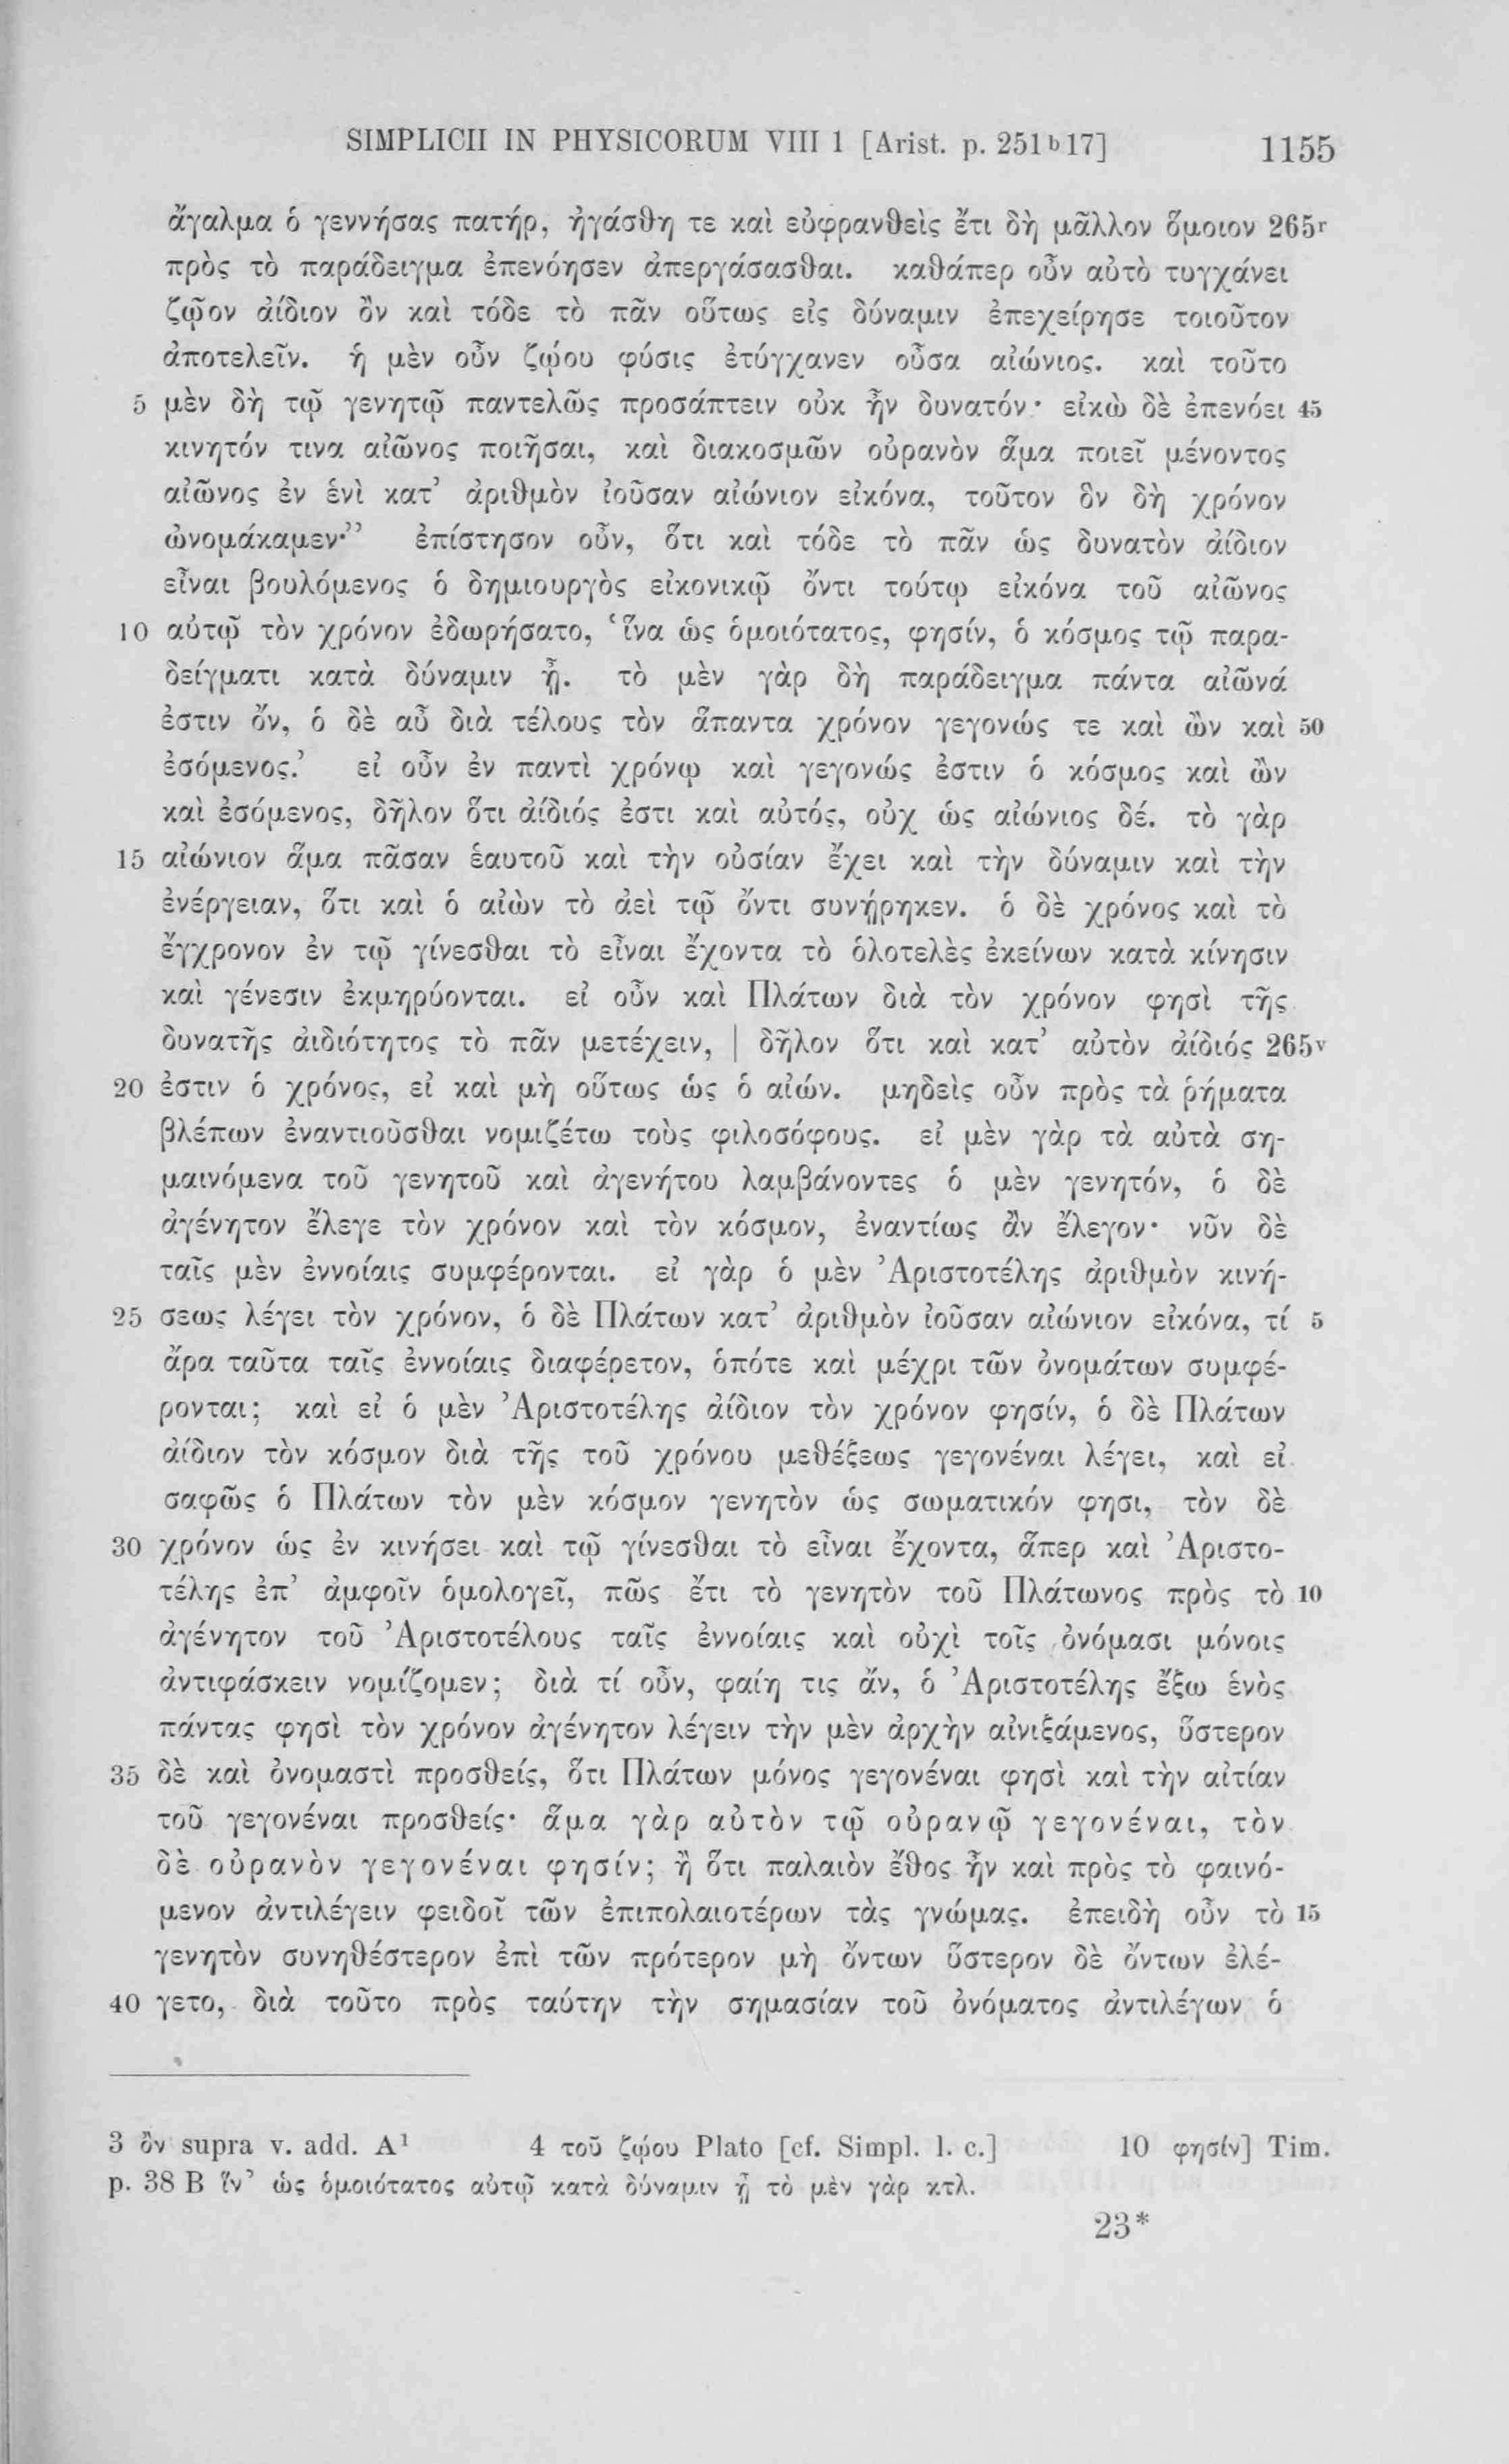 SIMPLICII IN PHYSICORUM VIII 1 [Arist. p. 251ᵇ17] 1155
ἄγαλμα ὁ γεννήσας πατήρ, ἠγάσθη τε καὶ εὐφρανθεὶς ἔτι δὴ μᾶλλον ὅμοιον 265ʳ
πρὸς τὸ παράδειγμα ἐπενόησεν ἀπεργάσασθαι. καθάπερ οὖν αὐτὸ τυγχάνει
ζῷον ἀίδιον ὂν καὶ τόδε τὸ πᾶν οὕτως εἰς δύναμιν ἐπεχείρησε τοιοῦτον
ἀποτελεῖν. ἡ μὲν οὖν ζῴου φύσις ἐτύγχανεν οὖσα αἰώνιος. καὶ τοῦτο
5 μὲν δὴ τῷ γενητῷ παντελῶς προσάπτειν οὐκ ἦν δυνατόν· εἰκὼ δὲ ἐπενόει 45
κινητόν τινα αἰῶνος ποιῆσαι, καὶ διακοσμῶν οὐρανὸν ἅμα ποιεῖ μένοντος
αἰῶνος ἐν ἑνὶ κατ' ἀριθμὸν ἰοῦσαν αἰώνιον εἰκόνα, τοῦτον ὃν δὴ χρόνον
ὠνομάκαμεν·” ἐπίστησον οὖν, ὅτι καὶ τόδε τὸ πᾶν ὡς δυνατὸν ἀίδιον
εἶναι βουλόμενος ὁ δημιουργὸς εἰκονικῷ ὄντι τούτῳ εἰκόνα τοῦ αἰῶνος
10 αὐτῷ τὸν χρόνον ἐδωρήσατο, ‘ἵνα ὡς ὁμοιότατος, φησίν, ὁ κόσμος τῷ παρα-
δείγματι κατὰ δύναμιν ᾖ. τὸ μὲν γὰρ δὴ παράδειγμα πάντα αἰῶνά
ἐστιν ὄν, ὁ δὲ αὖ διὰ τέλους τὸν ἅπαντα χρόνον γεγονώς τε καὶ ὢν καὶ 50
ἐσόμενος.’ εἰ οὖν ἐν παντὶ χρόνῳ καὶ γεγονώς ἐστιν ὁ κόσμος καὶ ὢν
καὶ ἐσόμενος, δῆλον ὅτι ἀίδιός ἐστι καὶ αὐτός, οὐχ ὡς αἰώνιος δέ. τὸ γὰρ
15 αἰώνιον ἅμα πᾶσαν ἑαυτοῦ καὶ τὴν οὐσίαν ἔχει καὶ τὴν δύναμιν καὶ τὴν
ἐνέργειαν, ὅτι καὶ ὁ αἰὼν τὸ ἀεὶ τῷ ὄντι συνῄρηκεν. ὁ δὲ χρόνος καὶ τὸ
ἔγχρονον ἐν τῷ γίνεσθαι τὸ εἶναι ἔχοντα τὸ ὁλοτελὲς ἐκείνων κατὰ κίνησιν
καὶ γένεσιν ἐκμηρύονται. εἰ οὖν καὶ Πλάτων διὰ τὸν χρόνον φησὶ τῆς
δυνατῆς ἀιδιότητος τὸ πᾶν μετέχειν, | δῆλον ὅτι καὶ κατ' αὐτὸν ἀίδιός 265ᵛ
20 ἐστιν ὁ χρόνος, εἰ καὶ μὴ οὕτως ὡς ὁ αἰών. μηδεὶς οὖν πρὸς τὰ ῥήματα
βλέπων ἐναντιοῦσθαι νομιζέτω τοὺς φιλοσόφους. εἰ μὲν γὰρ τὰ αὐτὰ ση-
μαινόμενα τοῦ γενητοῦ καὶ ἀγενήτου λαμβάνοντες ὁ μὲν γενητόν, ὁ δὲ
ἀγένητον ἔλεγε τὸν χρόνον καὶ τὸν κόσμον, ἐναντίως ἂν ἔλεγον· νῦν δὲ
ταῖς μὲν ἐννοίαις συμφέρονται. εἰ γὰρ ὁ μὲν Ἀριστοτέλης ἀριθμὸν κινή-
25 σεως λέγει τὸν χρόνον, ὁ δὲ Πλάτων κατ' ἀριθμὸν ἰοῦσαν αἰώνιον εἰκόνα, τί 5
ἄρα ταῦτα ταῖς ἐννοίαις διαφέρετον, ὁπότε καὶ μέχρι τῶν ὀνομάτων συμφέ-
ρονται; καὶ εἰ ὁ μὲν Ἀριστοτέλης ἀίδιον τὸν χρόνον φησίν, ὁ δὲ Πλάτων
ἀίδιον τὸν κόσμον διὰ τῆς τοῦ χρόνου μεθέξεως γεγονέναι λέγει, καὶ εἰ
σαφῶς ὁ Πλάτων τὸν μὲν κόσμον γενητὸν ὡς σωματικόν φησι, τὸν δὲ
30 χρόνον ὡς ἐν κινήσει καὶ τῷ γίνεσθαι τὸ εἶναι ἔχοντα, ἅπερ καὶ Ἀριστο-
τέλης ἐπ' ἀμφοῖν ὁμολογεῖ, πῶς ἔτι τὸ γενητὸν τοῦ Πλάτωνος πρὸς τὸ 10
ἀγένητον τοῦ Ἀριστοτέλους ταῖς ἐννοίαις καὶ οὐχὶ τοῖς ὀνόμασι μόνοις
ἀντιφάσκειν νομίζομεν; διὰ τί οὖν, φαίη τις ἄν, ὁ Ἀριστοτέλης ἔξω ἑνὸς
πάντας φησὶ τὸν χρόνον ἀγένητον λέγειν τὴν μὲν ἀρχὴν αἰνιξάμενος, ὕστερον
35 δὲ καὶ ὀνομαστὶ προσθείς, ὅτι Πλάτων μόνος γεγονέναι φησὶ καὶ τὴν αἰτίαν
τοῦ γεγονέναι προσθείς· ἅμα γὰρ αὐτὸν τῷ οὐρανῷ γεγονέναι, τὸν
δὲ οὐρανὸν γεγονέναι φησίν; ἢ ὅτι παλαιὸν ἔθος ἦν καὶ πρὸς τὸ φαινό-
μενον ἀντιλέγειν φειδοῖ τῶν ἐπιπολαιοτέρων τὰς γνώμας. ἐπειδὴ οὖν τὸ 15
γενητὸν συνηθέστερον ἐπὶ τῶν πρότερον μὴ ὄντων ὕστερον δὲ ὄντων ἐλέ-
40 γετο, διὰ τοῦτο πρὸς ταύτην τὴν σημασίαν τοῦ ὀνόματος ἀντιλέγων ὁ
3 ὂν supra v. add. A¹ 4 τοῦ ζῴου Plato [cf. Simpl. l. c.] 10 φησίν] Tim.
p. 38 B ἵν' ὡς ὁμοιότατος αὐτῷ κατὰ δύναμιν ᾖ τὸ μὲν γὰρ κτλ.
23*